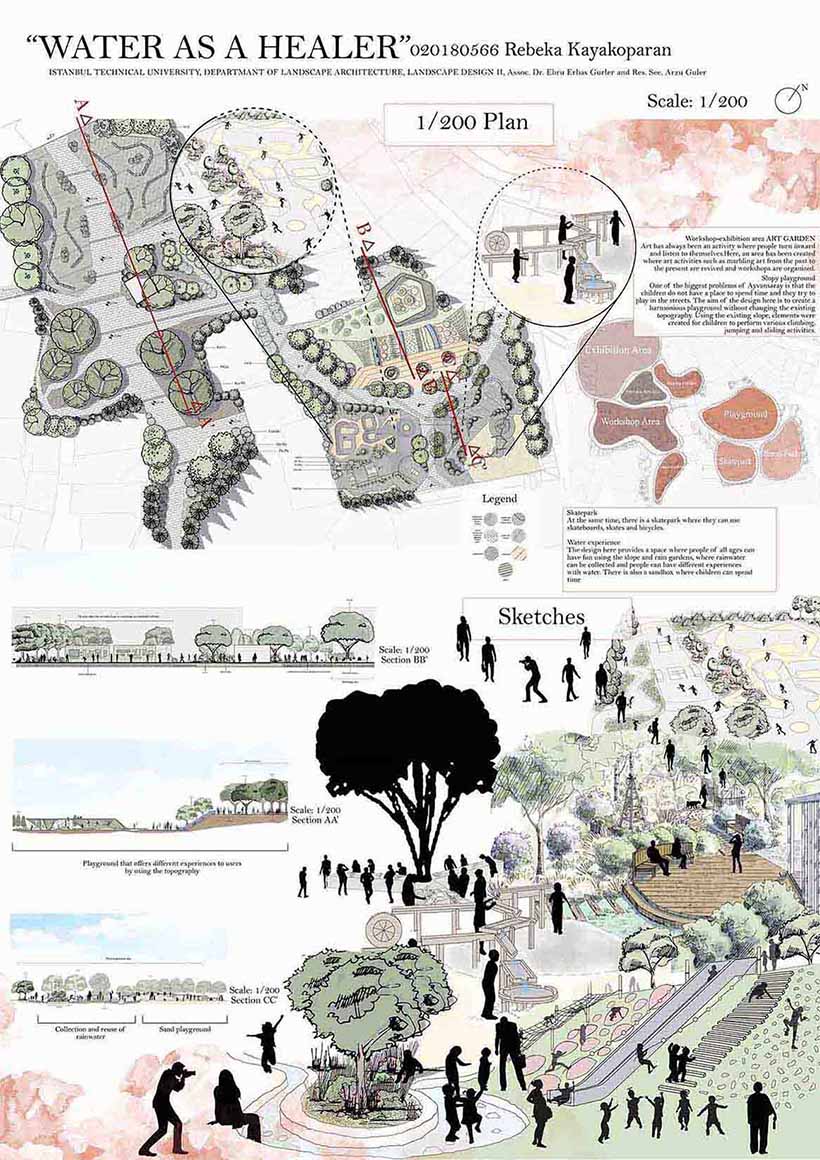 “WATER AS A HEALER” 020180566 Rebeka Kayakoparan
ISTANBUL TECHNICAL UNIVERSITY, DEPARTMANT OF LANDSCAPE ARCHITECTURE, LANDSCAPE DESIGN II, Assoc. Dr. Ebru Erbas Gurler and Res. See. Arzu Guler
Scale: 1/200
N
1/200 Plan
A
B
Workshop-exhibition area ART GARDEN
Art has always been an activity where people turn inward
and listen to themselves.Here, an area has been created
where art activities such as marbling art from the past to
the present are revived and workshops are organized.
Slopy playground
One of the biggest problems of Ayvansaray is that the
children do not have a place to spend time and they try to
play in the streets. The aim of the design here is to create a
harmonious playground without changing the existing
topography. Using the existing slope, elements were
created for children to perform various climbing,
jumping and sliding activities.
Exhibition Area
Workshop Area
Playground
Skatepark
Legend
Skatepark
At the same time, there is a skatepark where they can use
skateboards, skates and bicycles.
Water experience
The design here provides a space where people of all ages can
have fun using the slope and rain gardens, where rainwater
can be collected and people can have different experiences
with water. There is also a sandbox where children can spend
time
Sketches
Scale: 1/200
Section BB'
Scale: 1/200
Section AA'
Playground that offers different experiences to users
by using the topography
Scale: 1/200
Section CC'
Collection and reuse of
rainwater
Sand playground